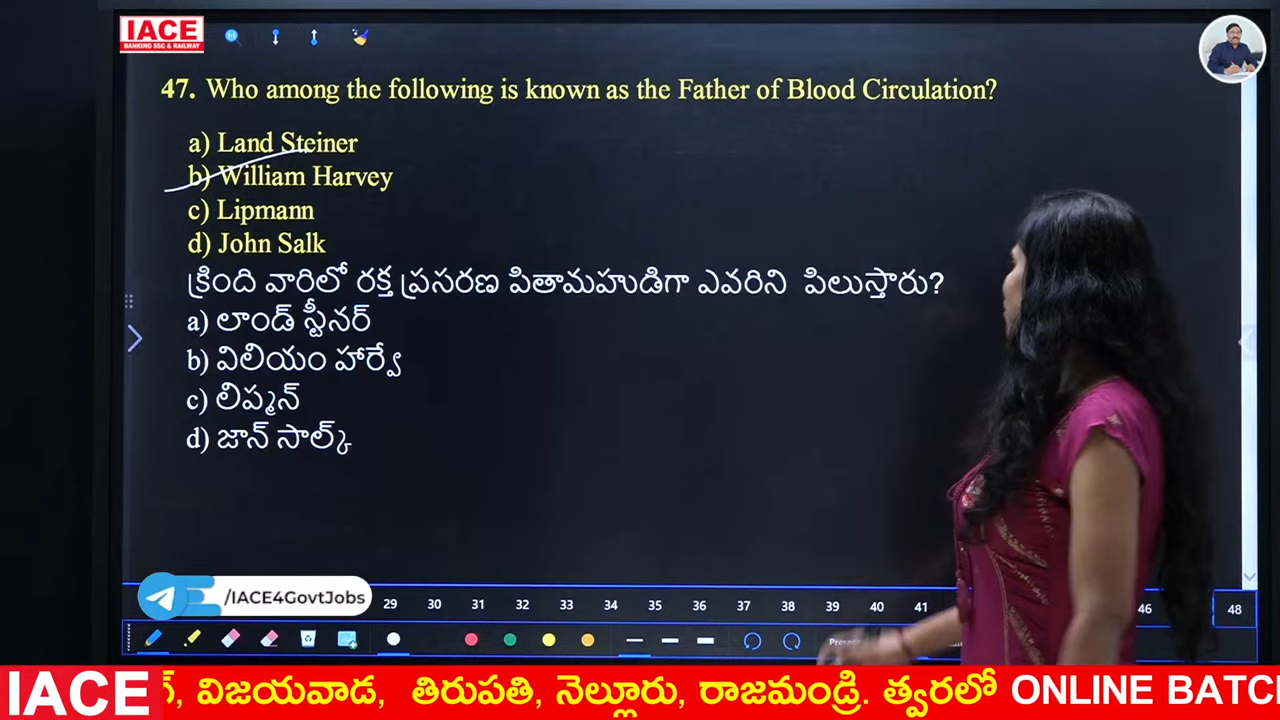 IACE
BANKING SSC & RAILWAY
47. Who among the following is known as the Father of Blood Circulation?
a) Land Steiner
b) William Harvey
c) Lipmann
d) John Salk
క్రింది వారిలో రక్త ప్రసరణ పితామహుడిగా ఎవరిని పిలుస్తారు?
a) లాండ్ స్టీనర్
b) విలియం హార్వే
c) లిప్మన్
d) జాన్ సాల్క్
/IACE4GovtJobs
29 30 31 32 33 34 35 36 37 38 39 40 41 46 48
IACE విజయవాడ, తిరుపతి, నెల్లూరు, రాజమండ్రి. త్వరలో ONLINE BATC